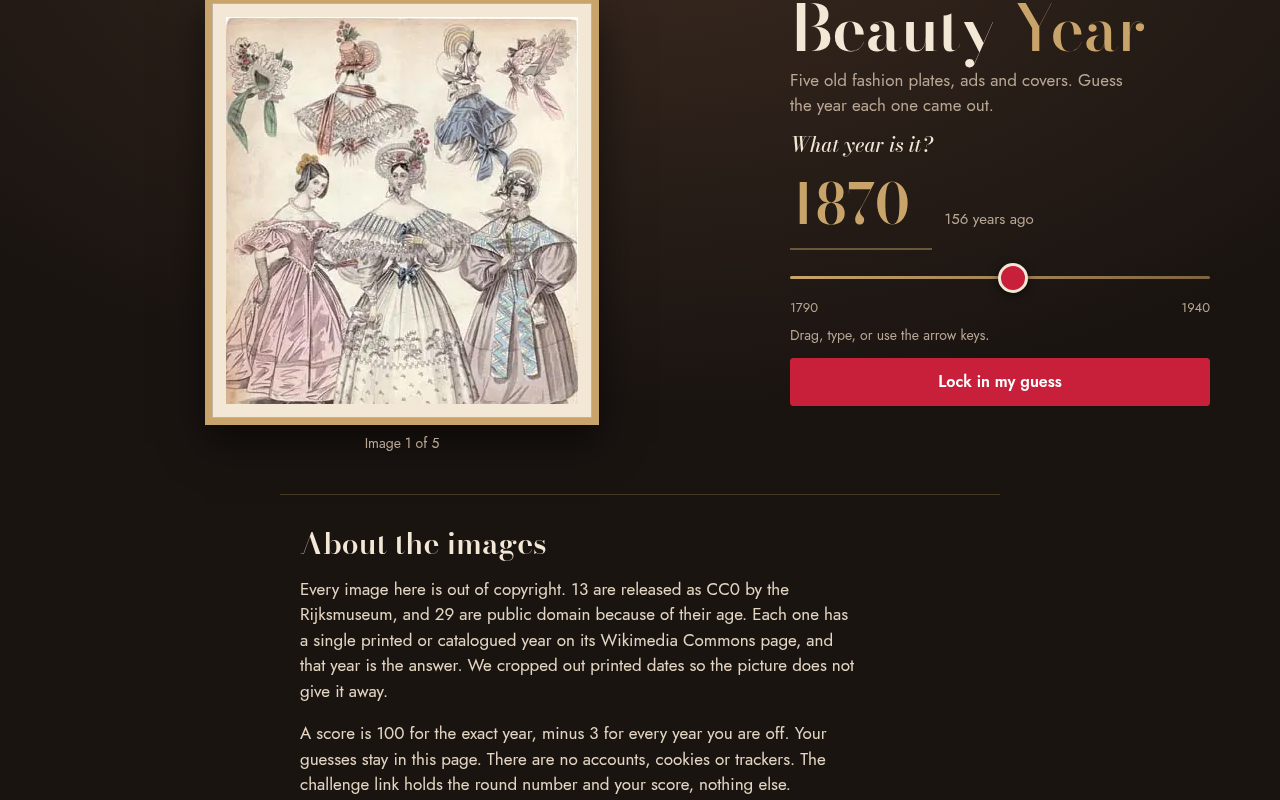 Beauty Year
Five old fashion plates, ads and covers. Guess
the year each one came out.
What year is it?
1870
156 years ago
1790
1940
Drag, type, or use the arrow keys.
Lock in my guess
Image 1 of 5
About the images
Every image here is out of copyright. 13 are released as CC0 by the
Rijksmuseum, and 29 are public domain because of their age. Each one has
a single printed or catalogued year on its Wikimedia Commons page, and
that year is the answer. We cropped out printed dates so the picture does not
give it away.
A score is 100 for the exact year, minus 3 for every year you are off. Your
guesses stay in this page. There are no accounts, cookies or trackers. The
challenge link holds the round number and your score, nothing else.